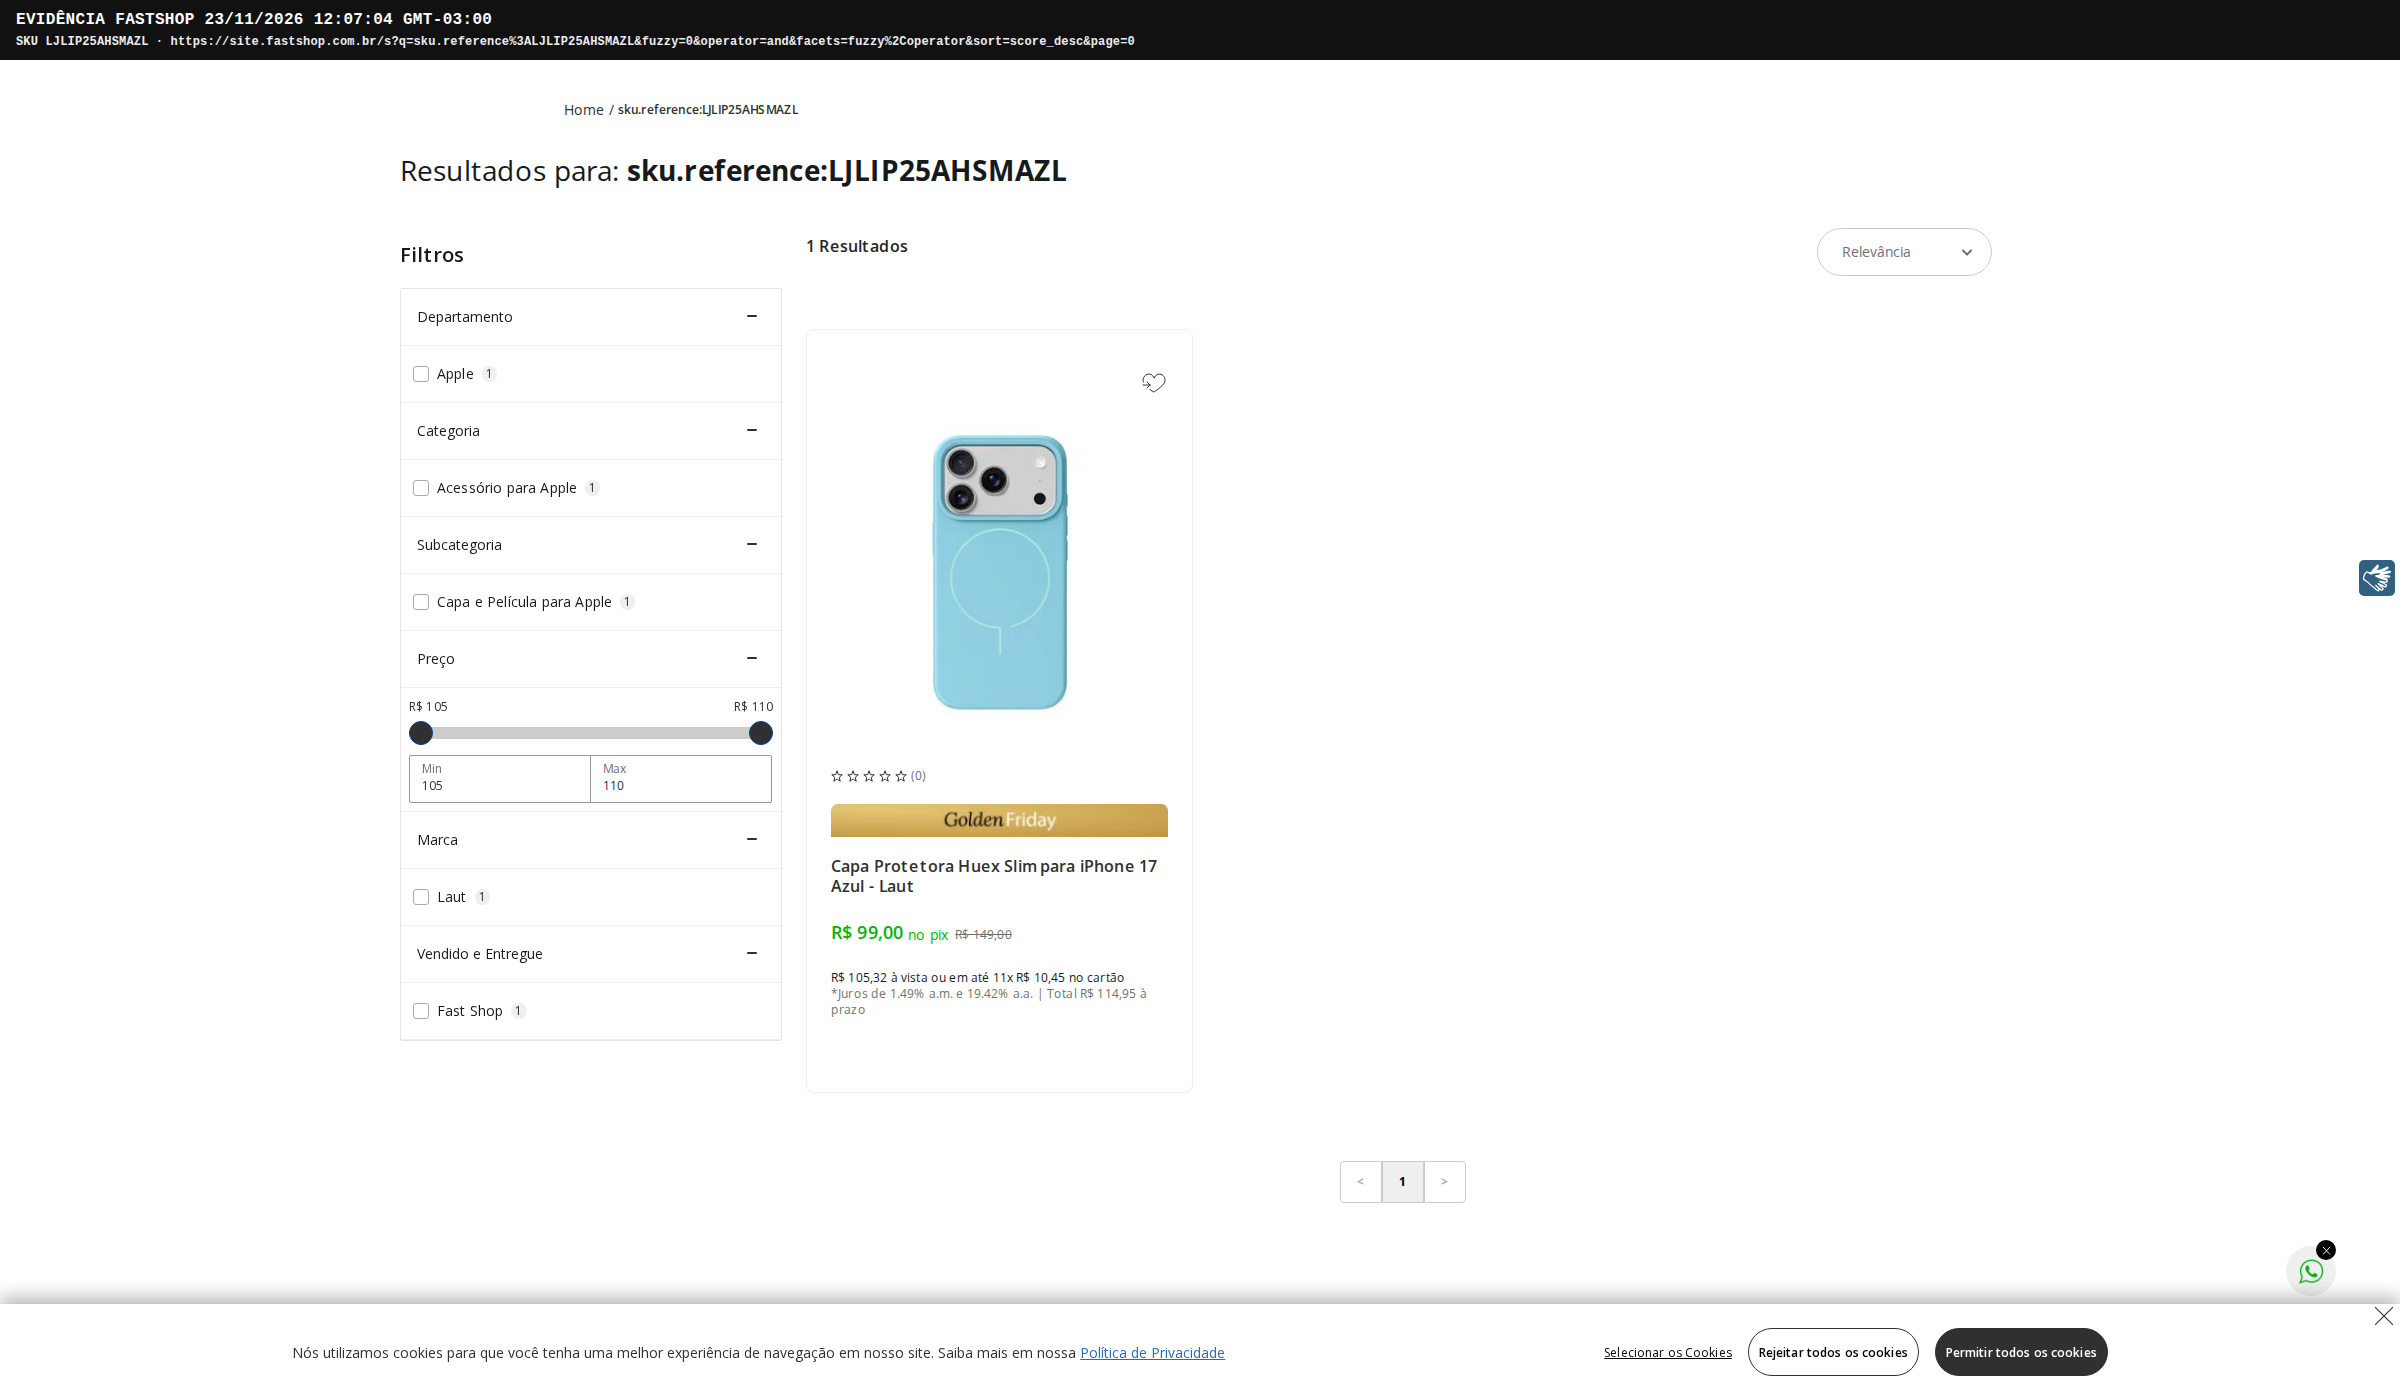 EVIDÊNCIA FASTSHOP 23/11/2026 12:07:04 GMT-03:00
SKU LJLIP25AHSMAZL · https://site.fastshop.com.br/s?q=sku.reference%3ALJLIP25AHSMAZL&fuzzy=0&operator=and&facets=fuzzy%2Coperator&sort=score_desc&page=0
Home / sku.reference:LJLIP25AHSMAZL
Resultados para: sku.reference:LJLIP25AHSMAZL
Filtros
Departamento
Apple 1
Categoria
Acessório para Apple 1
Subcategoria
Capa e Película para Apple 1
Preço
R$ 105 R$ 110
Min Max
105 110
Marca
Laut 1
Vendido e Entregue
Fast Shop 1
1 Resultados
Relevância
(0)
Golden Friday
Capa Protetora Huex Slim para iPhone 17
Azul - Laut
R$ 99,00 no pix R$ 149,00
R$ 105,32 à vista ou em até 11x R$ 10,45 no cartão
*Juros de 1.49% a.m. e 19.42% a.a. | Total R$ 114,95 à
prazo
< 1 >
Nós utilizamos cookies para que você tenha uma melhor experiência de navegação em nosso site. Saiba mais em nossa Política de Privacidade
Selecionar os Cookies
Rejeitar todos os cookies
Permitir todos os cookies